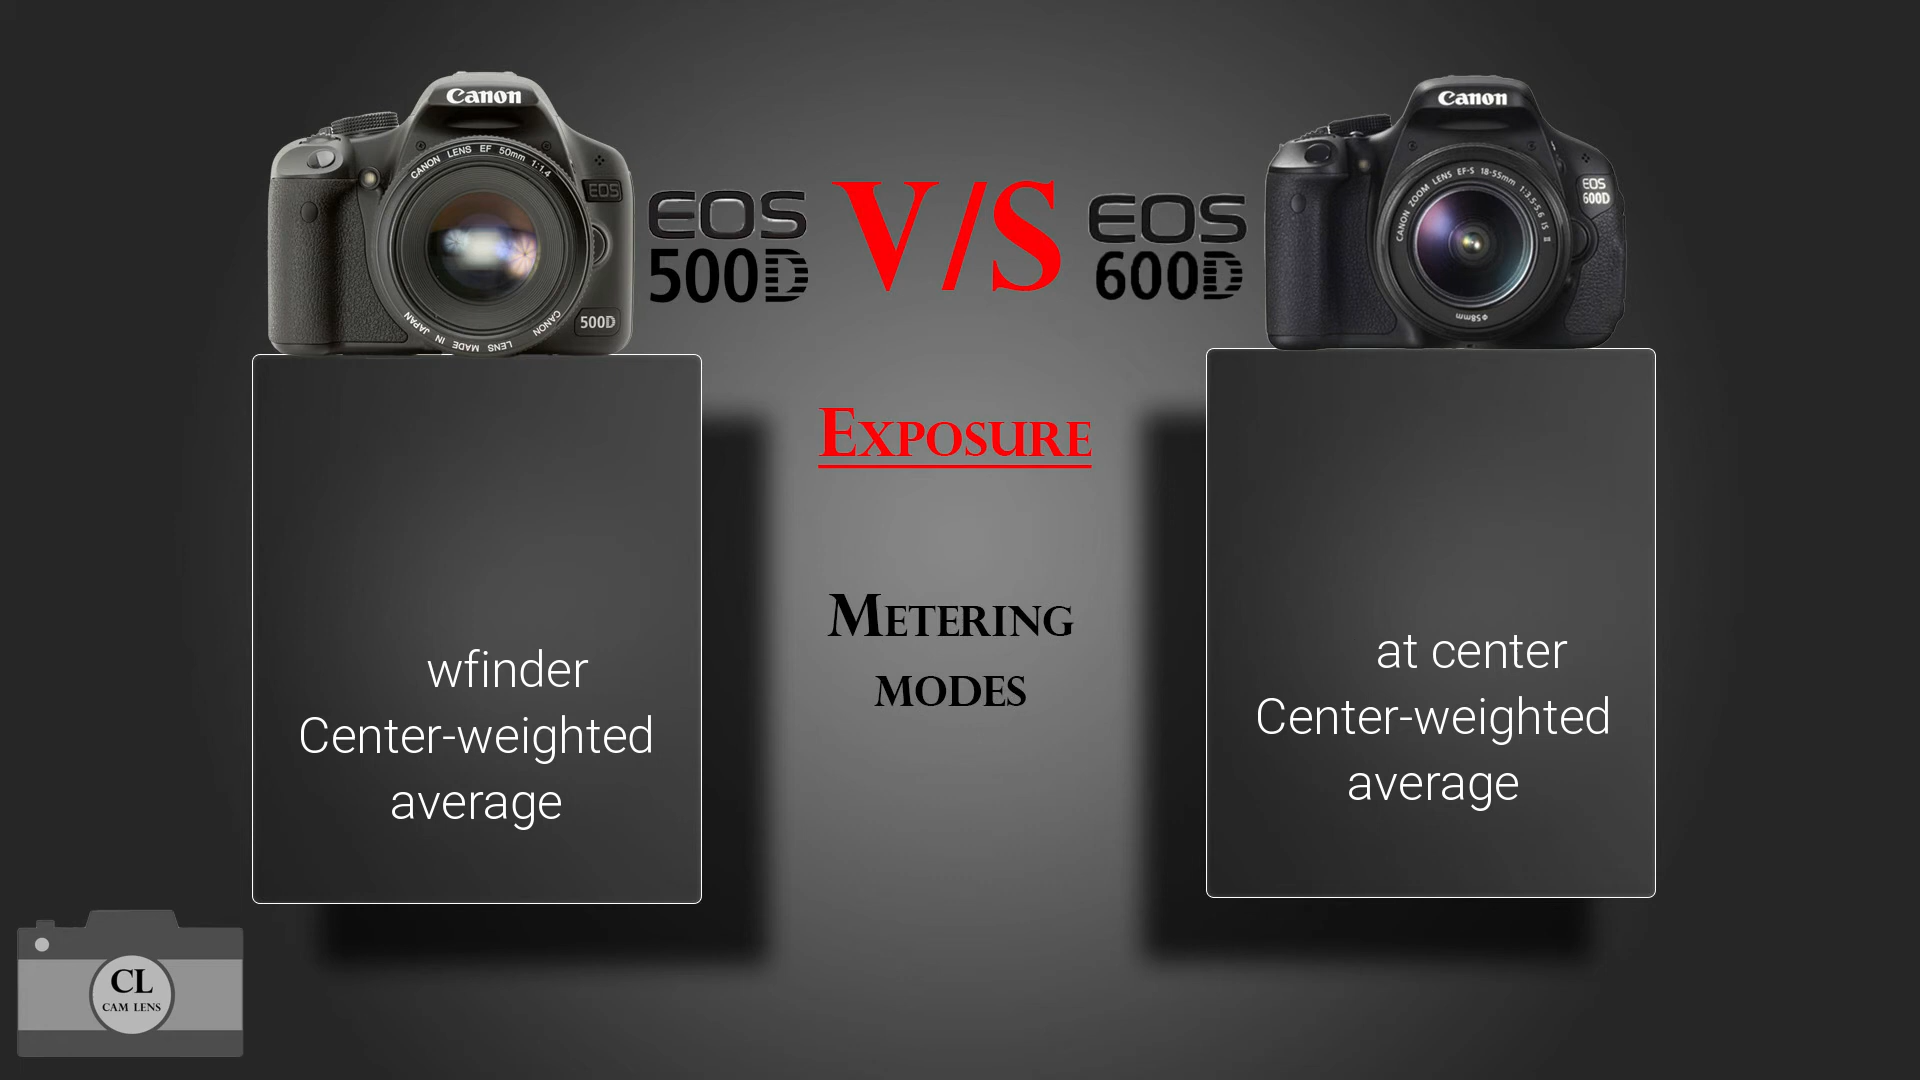 Canon
CANON LENS EF 50mm 1:1.4
EOS
500D
CANON LENS MADE IN JAPAN
EOS
500D
V/S
EOS
600D
Canon
CANON ZOOM LENS EF-S 18-55mm 1:3.5-5.6 IS II
EOS
600D
Φ58mm
Exposure
Metering
modes
wfinder
Center-weighted
average
at center
Center-weighted
average
CL
CAM LENS